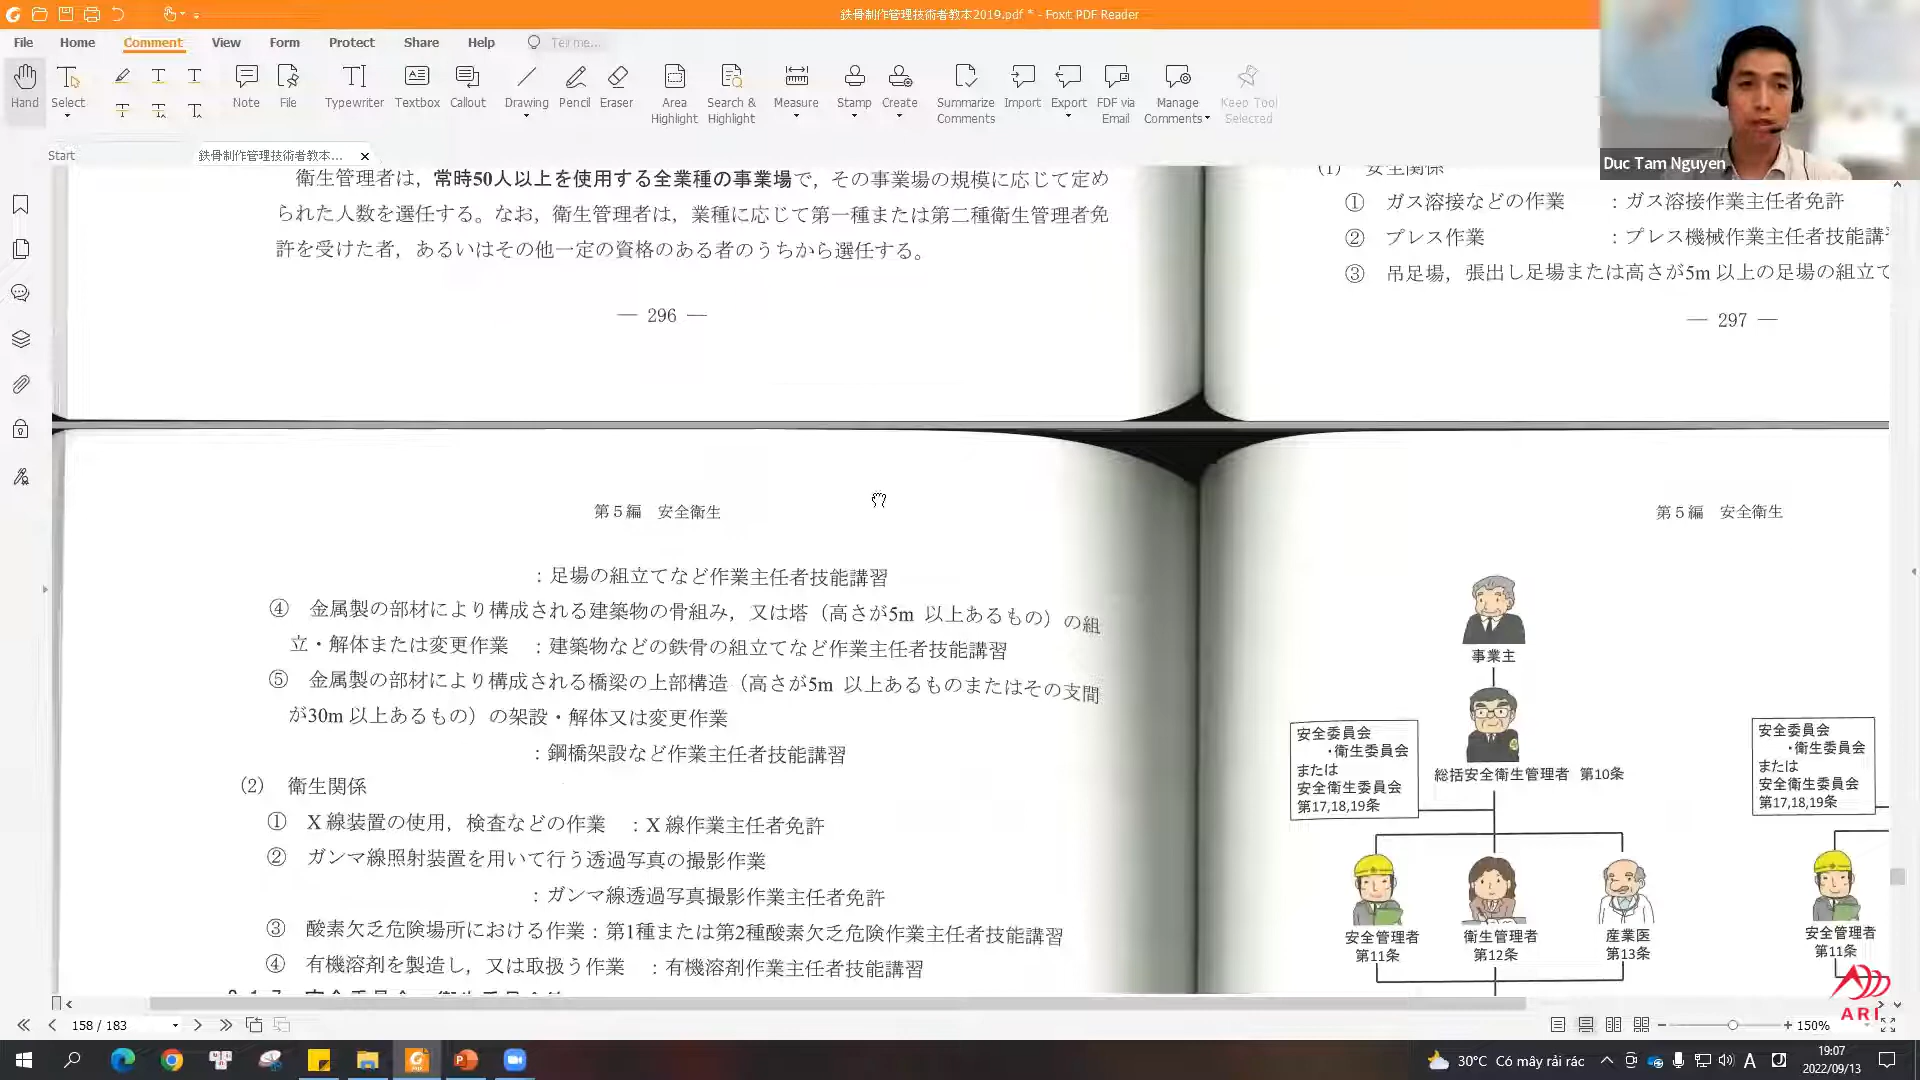 鉄骨制作管理技術者教本2019.pdf * - Foxit PDF Reader
File Home Comment View Form Protect Share Help Tell me...
Hand Select Note File Typewriter Textbox Callout Drawing Pencil Eraser Area Highlight Search & Highlight Measure Stamp Create Summarize Comments Import Export FDF via Email Manage Comments Keep Tool Selected
Duc Tam Nguyen
Start 鉄骨制作管理技術者教本...
衛生管理者は，常時50人以上を使用する全業種の事業場で，その事業場の規模に応じて定め
られた人数を選任する。なお，衛生管理者は，業種に応じて第一種または第二種衛生管理者免
許を受けた者，あるいはその他一定の資格のある者のうちから選任する。
— 296 —
(1) 安全関係
① ガス溶接などの作業 ：ガス溶接作業主任者免許
② プレス作業 ：プレス機械作業主任者技能講
③ 吊足場，張出し足場または高さが5m 以上の足場の組立て
— 297 —
第５編 安全衛生
：足場の組立てなど作業主任者技能講習
④ 金属製の部材により構成される建築物の骨組み，又は塔（高さが5m 以上あるもの）の組
立・解体または変更作業 ：建築物などの鉄骨の組立てなど作業主任者技能講習
⑤ 金属製の部材により構成される橋梁の上部構造（高さが5m 以上あるものまたはその支間
が30m 以上あるもの）の架設・解体又は変更作業
：鋼橋架設など作業主任者技能講習
(2) 衛生関係
① X 線装置の使用，検査などの作業 ：X 線作業主任者免許
② ガンマ線照射装置を用いて行う透過写真の撮影作業
：ガンマ線透過写真撮影作業主任者免許
③ 酸素欠乏危険場所における作業：第1種または第2種酸素欠乏危険作業主任者技能講習
④ 有機溶剤を製造し，又は取扱う作業 ：有機溶剤作業主任者技能講習
第５編 安全衛生
事業主
安全委員会
・衛生委員会
または
安全衛生委員会
第17,18,19条
総括安全衛生管理者 第10条
安全委員会
・衛生委員会
または
安全衛生委員会
第17,18,19条
安全管理者
第11条
衛生管理者
第12条
産業医
第13条
安全管理者
第11条
ARI
158 / 183
150%
30°C Có mây rải rác
A
19:07
2022/09/13